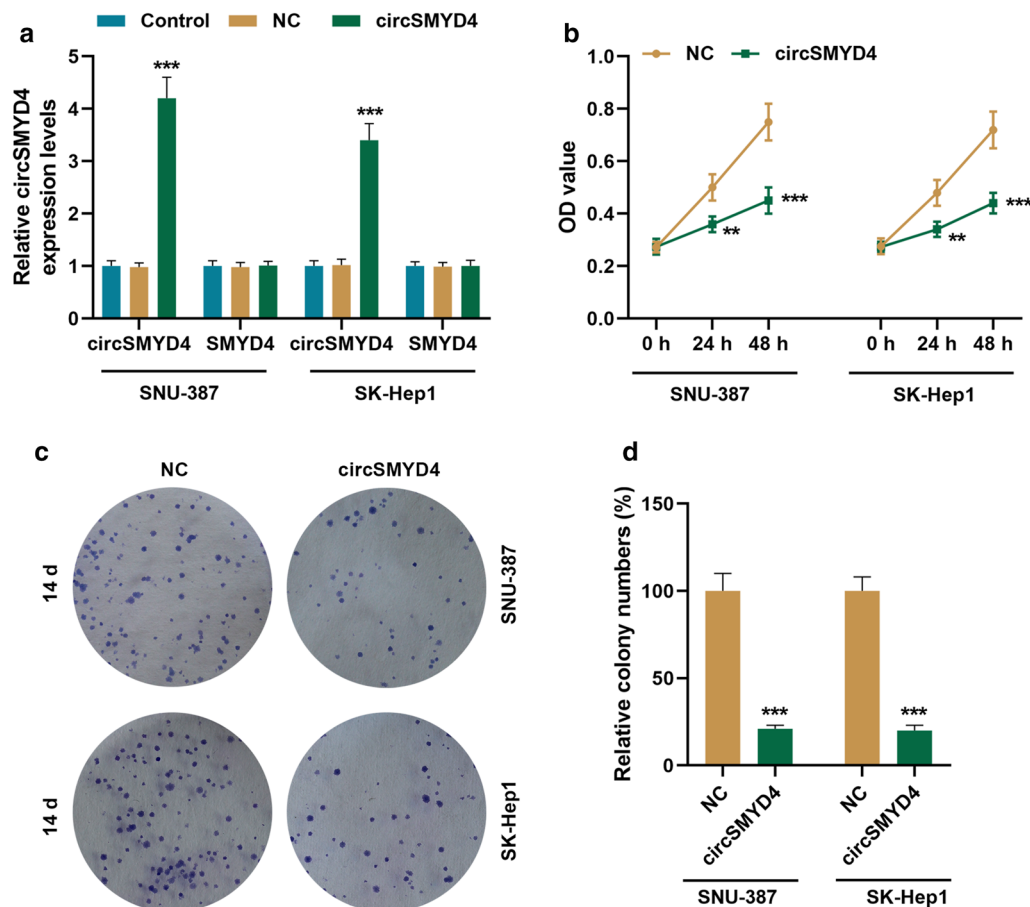 a
Control NC circSMYD4
Relative circSMYD4
expression levels
5
4
3
2
1
0
***
***
circSMYD4 SMYD4 circSMYD4 SMYD4
SNU-387 SK-Hep1
b
NC circSMYD4
OD value
1.0
0.8
0.6
0.4
0.2
0.0
***
**
***
**
0 h 24 h 48 h 0 h 24 h 48 h
SNU-387 SK-Hep1
c
NC circSMYD4
14 d
SNU-387
14 d
SK-Hep1
d
Relative colony numbers (%)
150
100
50
0
***
***
NC
circSMYD4
NC
circSMYD4
SNU-387 SK-Hep1